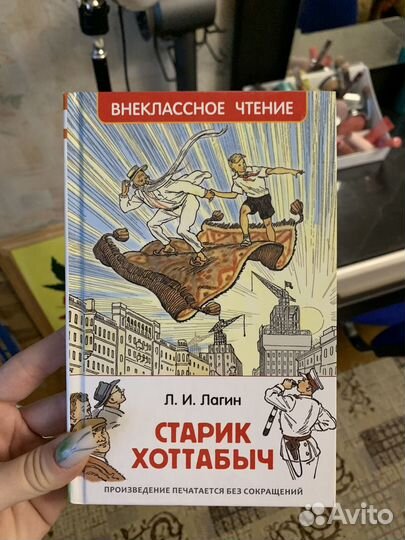 ВНЕКЛАССНОЕ ЧТЕНИЕ
Л. И. Лагин
СТАРИК
ХОТТАБЫЧ
ПРОИЗВЕДЕНИЕ ПЕЧАТАЕТСЯ БЕЗ СОКРАЩЕНИЙ
Avito